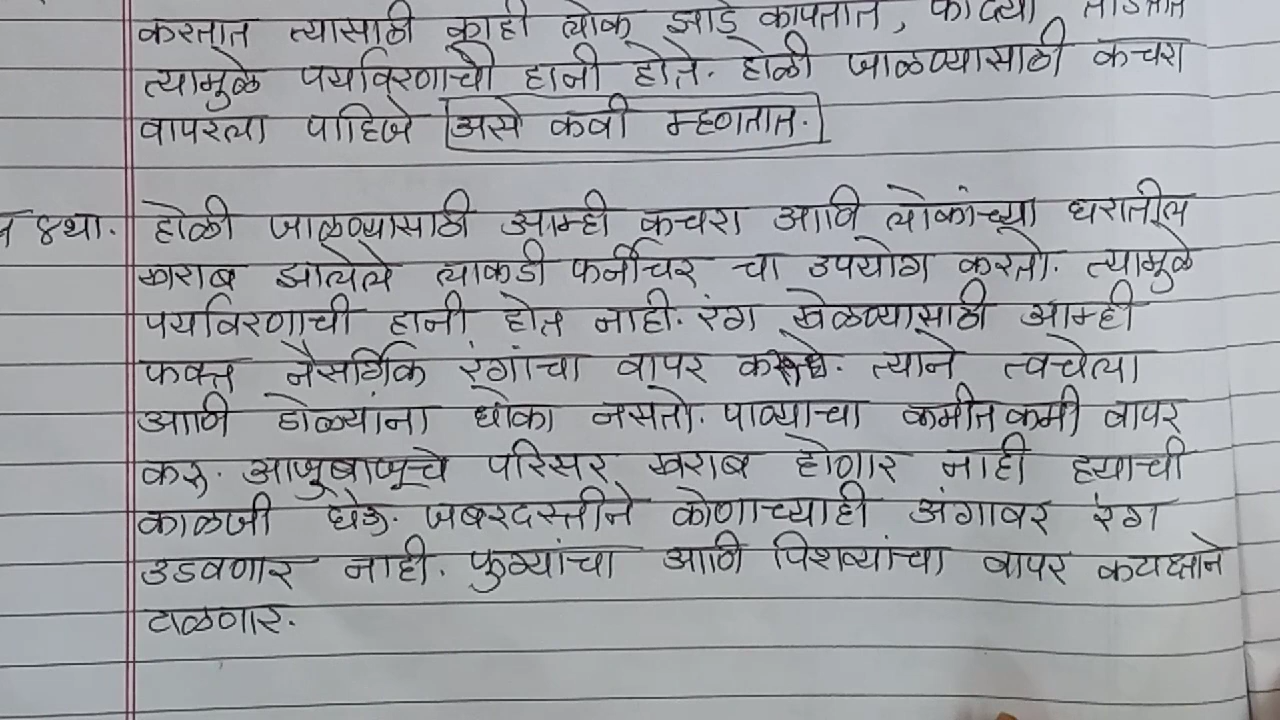 करतात त्यासाठी काही लोक झाडे कापतात, फांद्या तोडतात
त्यामुळे पर्यावरणाची हानी होते. होळी जाळण्यासाठी कचरा
वापरला पाहिजे असे कवी म्हणतात.
४था. होळी जाळण्यासाठी आम्ही कचरा आणि लोकांच्या घरातील
खराब झालेले लाकडी फर्नीचर चा उपयोग करतो. त्यामुळे
पर्यावरणाची हानी होत नाही. रंग खेळण्यासाठी आम्ही
फक्त नैसर्गिक रंगांचा वापर त्याने त्वचेला
आणि डोळ्यांना धोका नसतो. पाण्याचा कमीत कमी वापर
करू. आजुबाजूचे परिसर खराब होणार नाही ह्याची
काळजी घेऊ. जबरदस्तीने कोणाच्याही अंगावर रंग
उडवणार नाही. फुग्यांचा आणि पिशव्यांचा वापर कटाक्षाने
टाळणार.